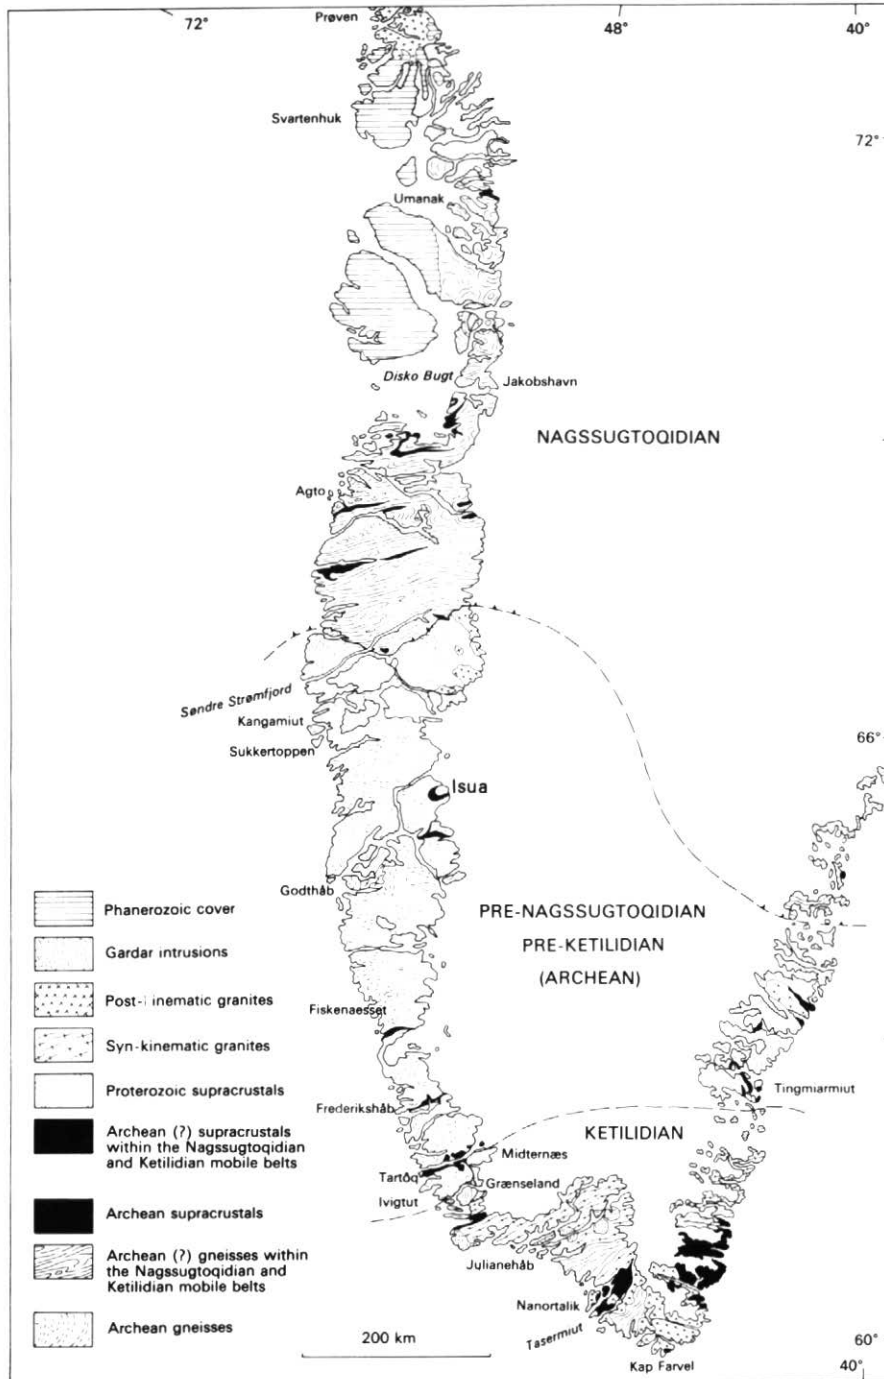 72°
Prøven
48°
40°
Svartenhuk
72°
Umanak
Disko Bugt
Jakobshavn
NAGSSUGTOQIDIAN
Agto
Søndre Strømfjord
Kangamiut
66°
Sukkertoppen
Isua
Godthåb
PRE-NAGSSUGTOQIDIAN
PRE-KETILIDIAN
(ARCHEAN)
Fiskenaesset
Tingmiarmiut
Frederikshåb
KETILIDIAN
Midternæs
Tartôq
Grænseland
Ivigtut
Julianehåb
Nanortalik
Tasermiut
Kap Farvel
60°
40°
200 km
Phanerozoic cover
Gardar intrusions
Post- inematic granites
Syn-kinematic granites
Proterozoic supracrustals
Archean (?) supracrustals
within the Nagssugtoqidian
and Ketilidian mobile belts
Archean supracrustals
Archean (?) gneisses within
the Nagssugtoqidian and
Ketilidian mobile belts
Archean gneisses